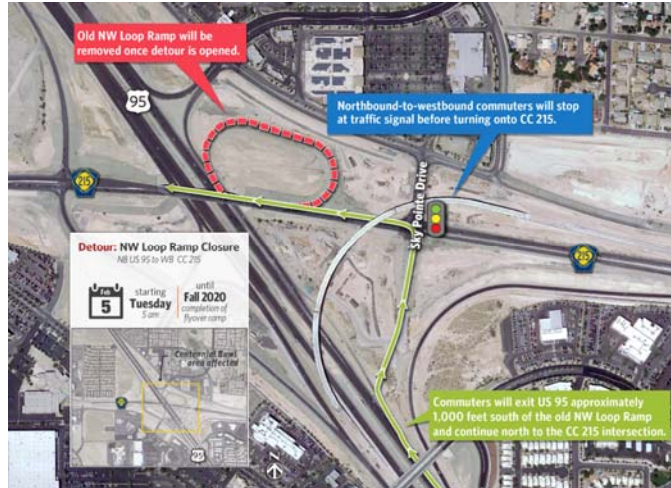 Old NW Loop Ramp will be
removed once detour is opened.
95
Northbound-to-westbound commuters will stop
at traffic signal before turning onto CC 215.
215
Sky Pointe Drive
215
Detour: NW Loop Ramp Closure
NB US 95 to WB CC 215
Feb
5
starting
Tuesday
5 am
until
Fall 2020
completion of
flyover ramp
Centennial Bowl
area affected
95
Commuters will exit US 95 approximately
1,000 feet south of the old NW Loop Ramp
and continue north to the CC 215 intersection.